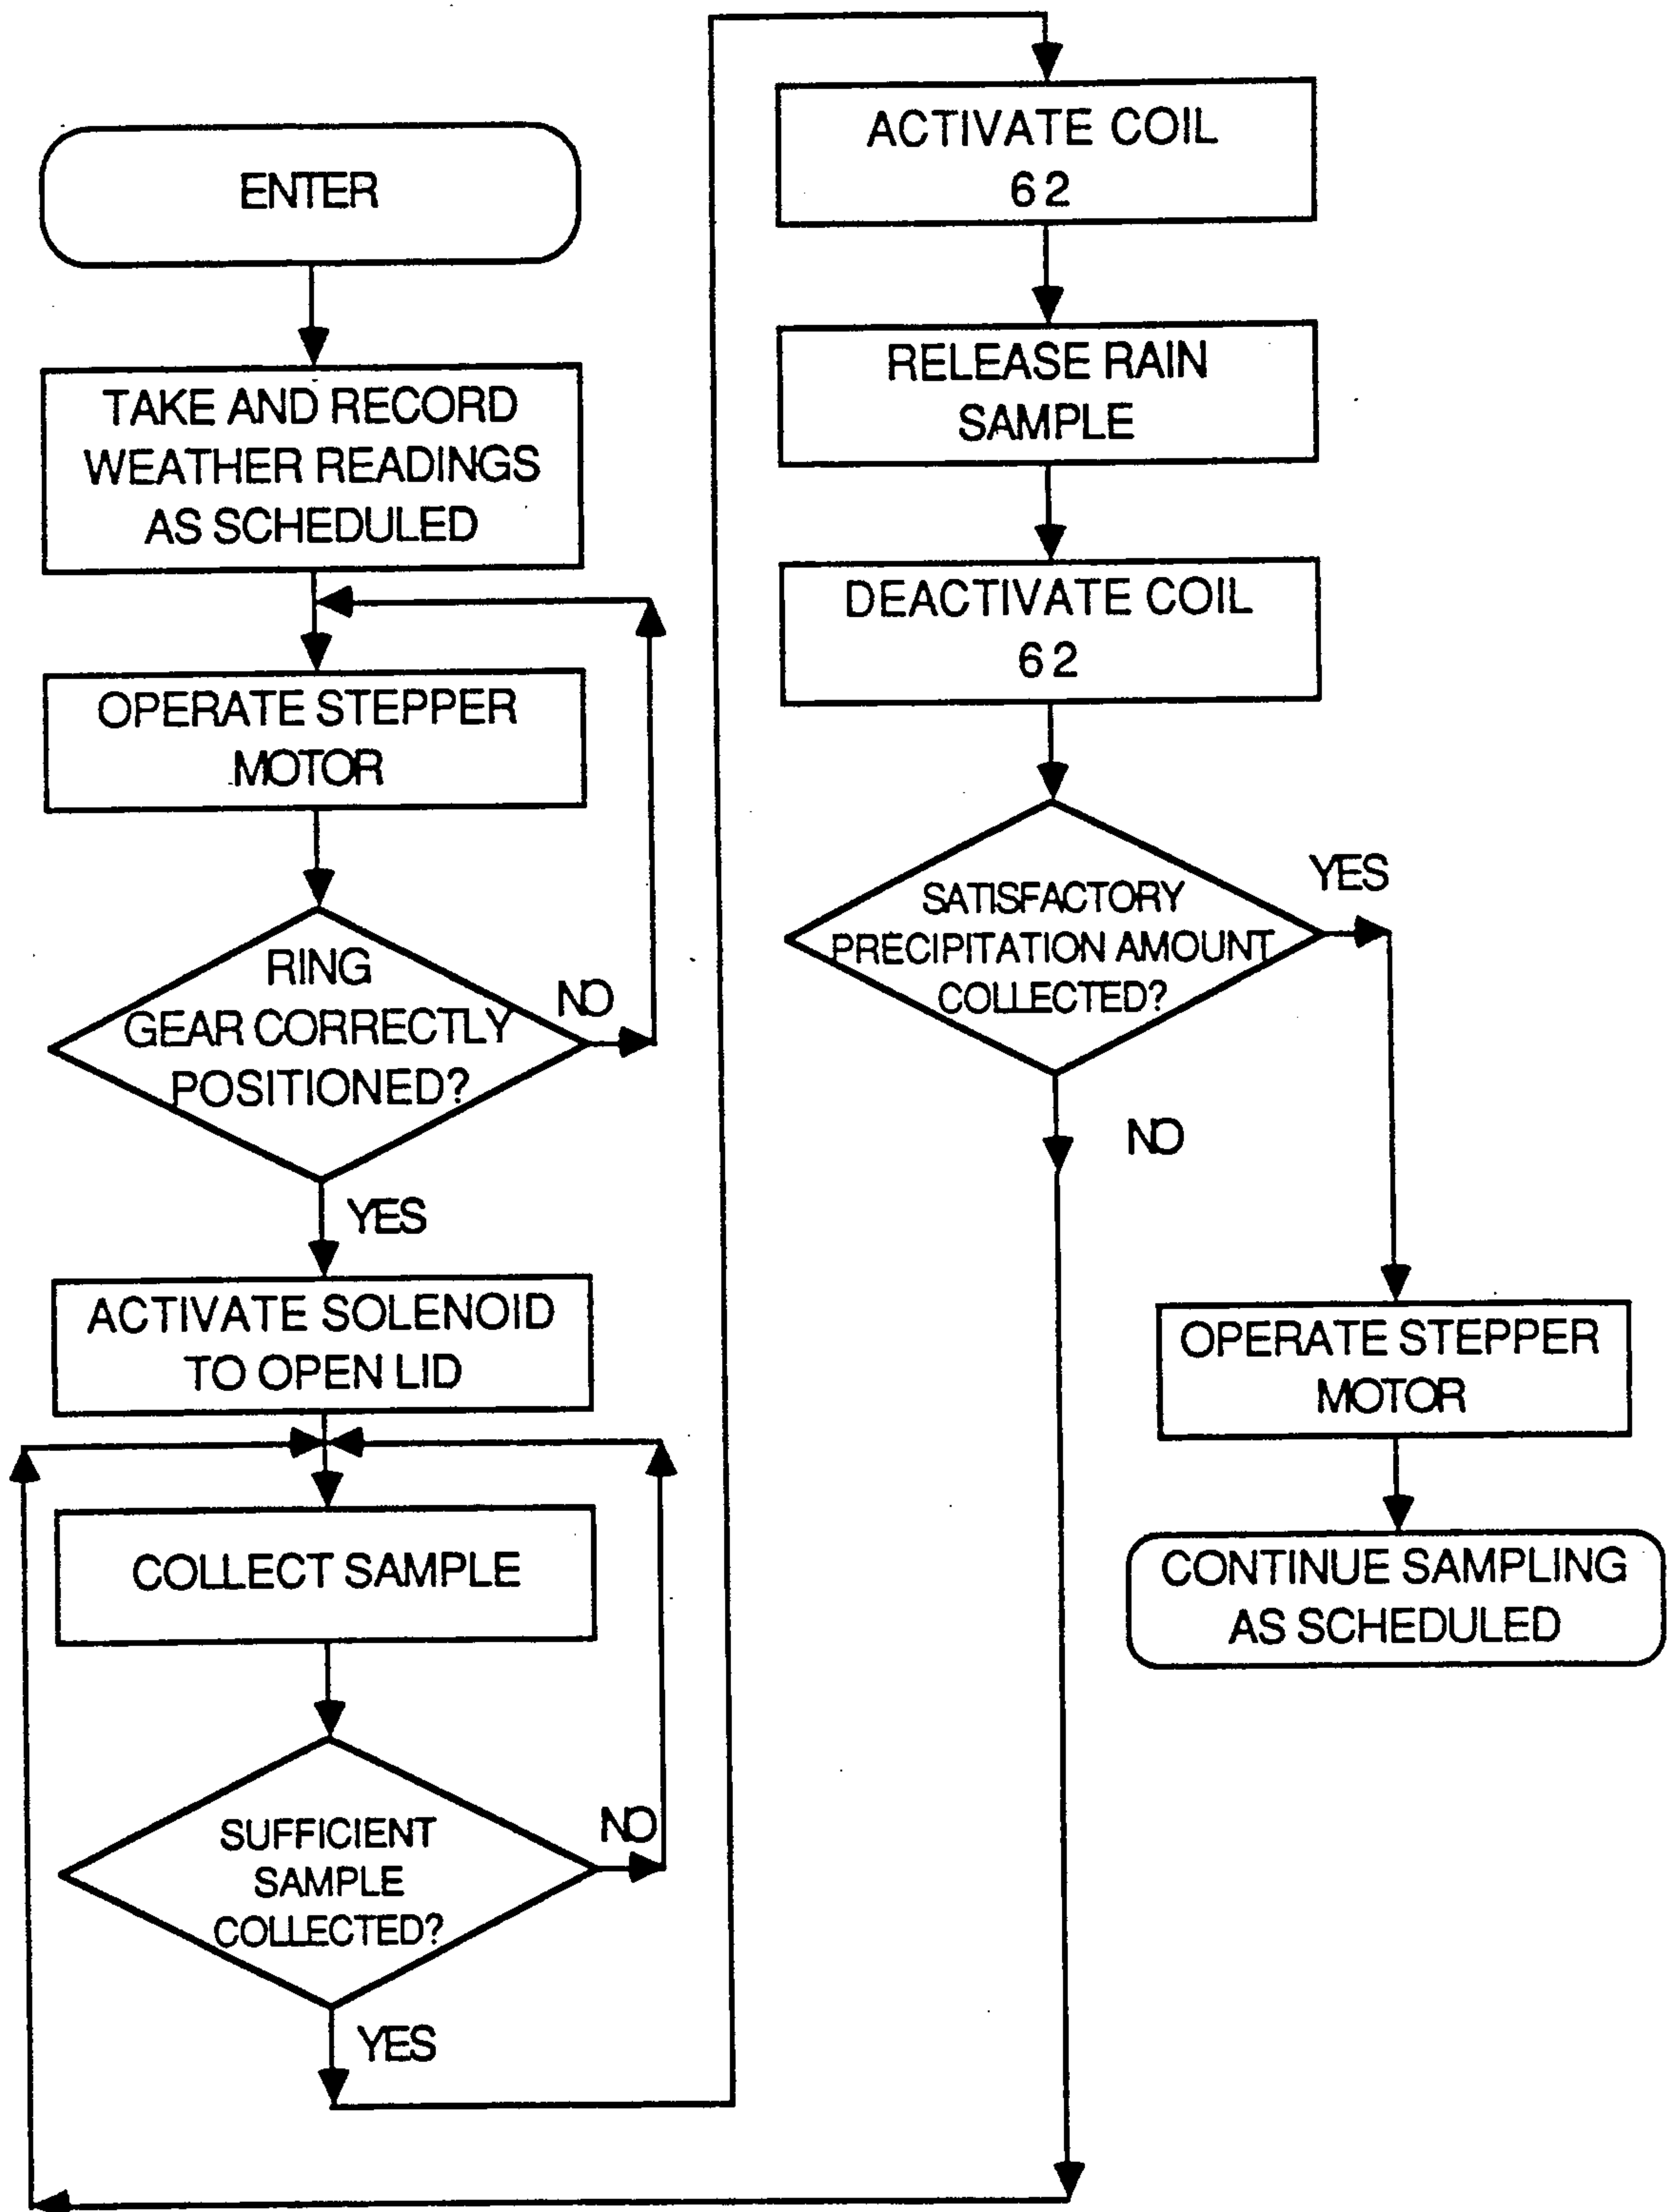 ENTER
TAKE AND RECORD
WEATHER READINGS
AS SCHEDULED
OPERATE STEPPER
MOTOR
RING
GEAR CORRECTLY
POSITIONED?
NO
YES
ACTIVATE SOLENOID
TO OPEN LID
COLLECT SAMPLE
SUFFICIENT
SAMPLE
COLLECTED?
NO
YES
ACTIVATE COIL
62
RELEASE RAIN
SAMPLE
DEACTIVATE COIL
62
SATISFACTORY
PRECIPITATION AMOUNT
COLLECTED?
YES
NO
OPERATE STEPPER
MOTOR
CONTINUE SAMPLING
AS SCHEDULED